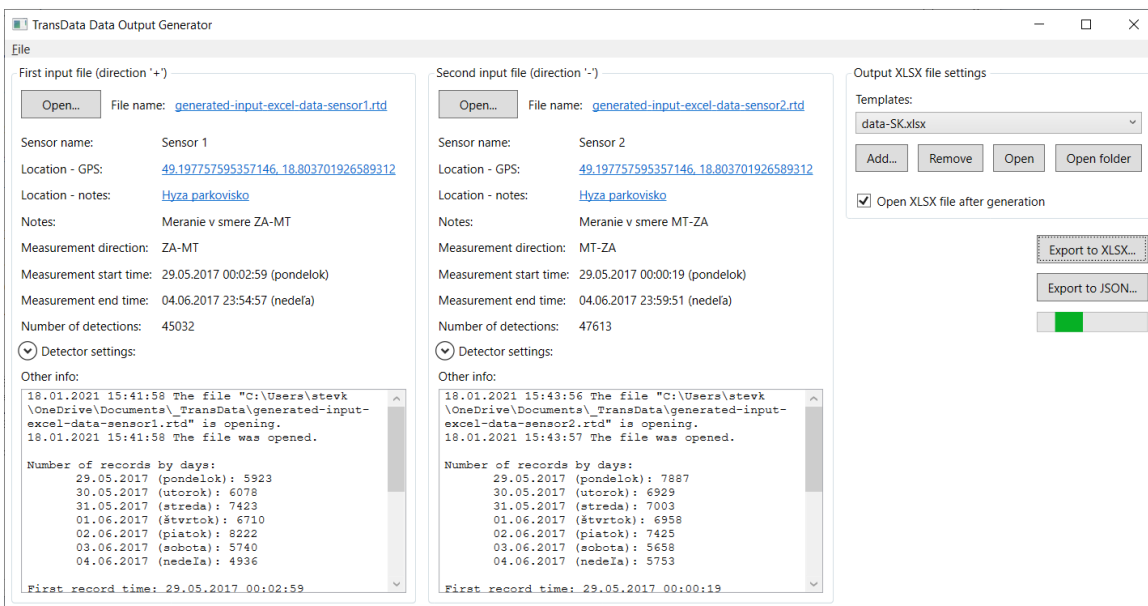 TransData Data Output Generator
File
First input file (direction '+')
Open...
File name: generated-input-excel-data-sensor1.rtd
Sensor name: Sensor 1
Location - GPS: 49.197757595357146, 18.803701926589312
Location - notes: Hyza parkovisko
Notes: Meranie v smere ZA-MT
Measurement direction: ZA-MT
Measurement start time: 29.05.2017 00:02:59 (pondelok)
Measurement end time: 04.06.2017 23:54:57 (nedeľa)
Number of detections: 45032
Detector settings:
Other info:
18.01.2021 15:41:58 The file "C:\Users\stevk
\OneDrive\Documents\_TransData\generated-input-
excel-data-sensor1.rtd" is opening.
18.01.2021 15:41:58 The file was opened.
Number of records by days:
29.05.2017 (pondelok): 5923
30.05.2017 (utorok): 6078
31.05.2017 (streda): 7423
01.06.2017 (štvrtok): 6710
02.06.2017 (piatok): 8222
03.06.2017 (sobota): 5740
04.06.2017 (nedeľa): 4936
First record time: 29.05.2017 00:02:59
Second input file (direction '-')
Open...
File name: generated-input-excel-data-sensor2.rtd
Sensor name: Sensor 2
Location - GPS: 49.197757595357146, 18.803701926589312
Location - notes: Hyza parkovisko
Notes: Meranie v smere MT-ZA
Measurement direction: MT-ZA
Measurement start time: 29.05.2017 00:00:19 (pondelok)
Measurement end time: 04.06.2017 23:59:51 (nedeľa)
Number of detections: 47613
Detector settings:
Other info:
18.01.2021 15:43:56 The file "C:\Users\stevk
\OneDrive\Documents\_TransData\generated-input-
excel-data-sensor2.rtd" is opening.
18.01.2021 15:43:57 The file was opened.
Number of records by days:
29.05.2017 (pondelok): 7887
30.05.2017 (utorok): 6929
31.05.2017 (streda): 7003
01.06.2017 (štvrtok): 6958
02.06.2017 (piatok): 7425
03.06.2017 (sobota): 5658
04.06.2017 (nedeľa): 5753
First record time: 29.05.2017 00:00:19
Output XLSX file settings
Templates:
data-SK.xlsx
Add... Remove Open Open folder
Open XLSX file after generation
Export to XLSX...
Export to JSON...